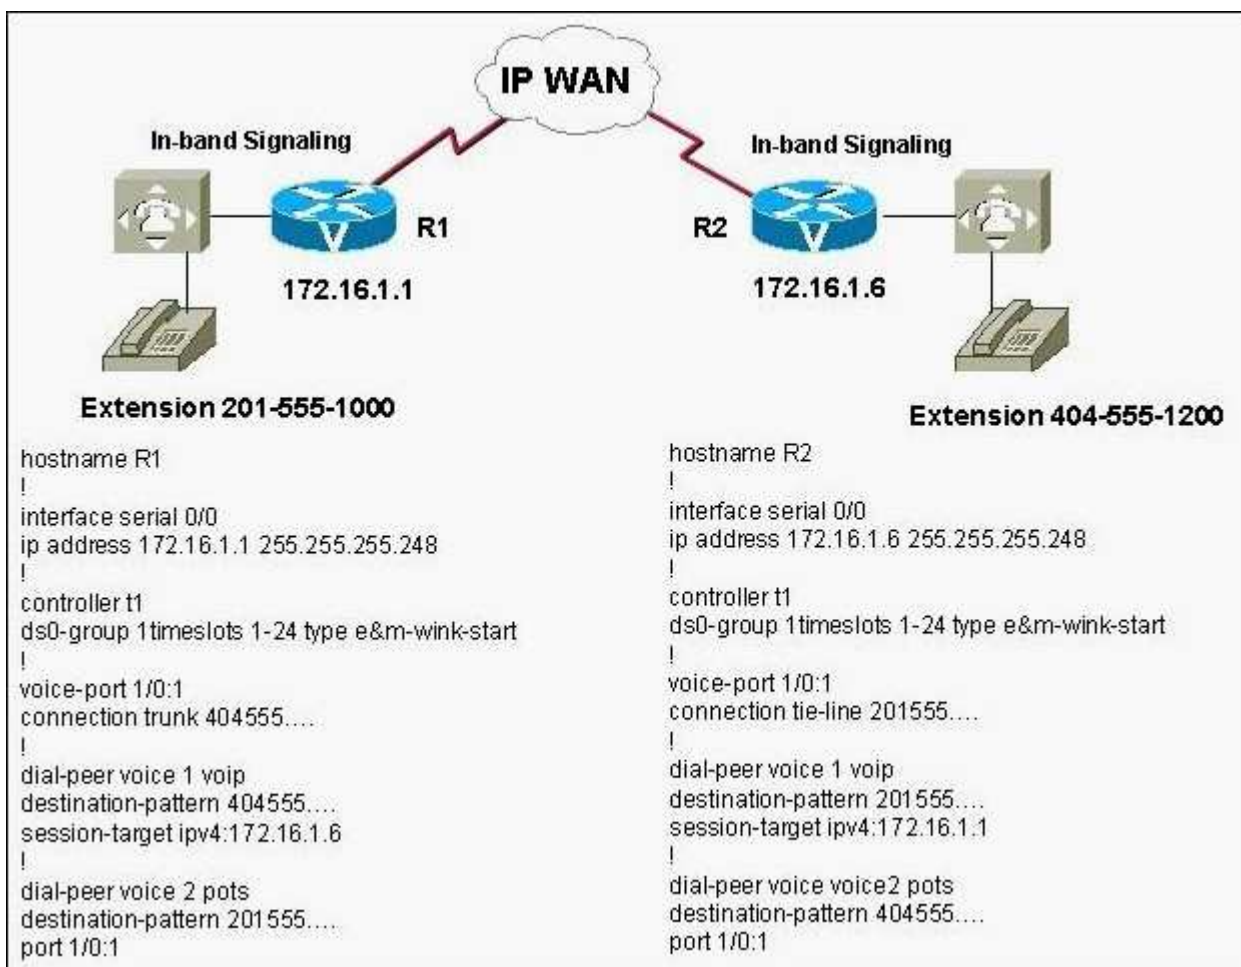 IP WAN
In-band Signaling
In-band Signaling
R1
R2
172.16.1.1
172.16.1.6
Extension 201-555-1000
Extension 404-555-1200
hostname R1
!
interface serial 0/0
ip address 172.16.1.1 255.255.255.248
!
controller t1
ds0-group 1timeslots 1-24 type e&m-wink-start
!
voice-port 1/0:1
connection trunk 404555....
!
dial-peer voice 1 voip
destination-pattern 404555....
session-target ipv4:172.16.1.6
!
dial-peer voice 2 pots
destination-pattern 201555....
port 1/0:1
hostname R2
!
interface serial 0/0
ip address 172.16.1.6 255.255.255.248
!
controller t1
ds0-group 1timeslots 1-24 type e&m-wink-start
!
voice-port 1/0:1
connection tie-line 201555....
!
dial-peer voice 1 voip
destination-pattern 201555....
session-target ipv4:172.16.1.1
!
dial-peer voice voice2 pots
destination-pattern 404555....
port 1/0:1